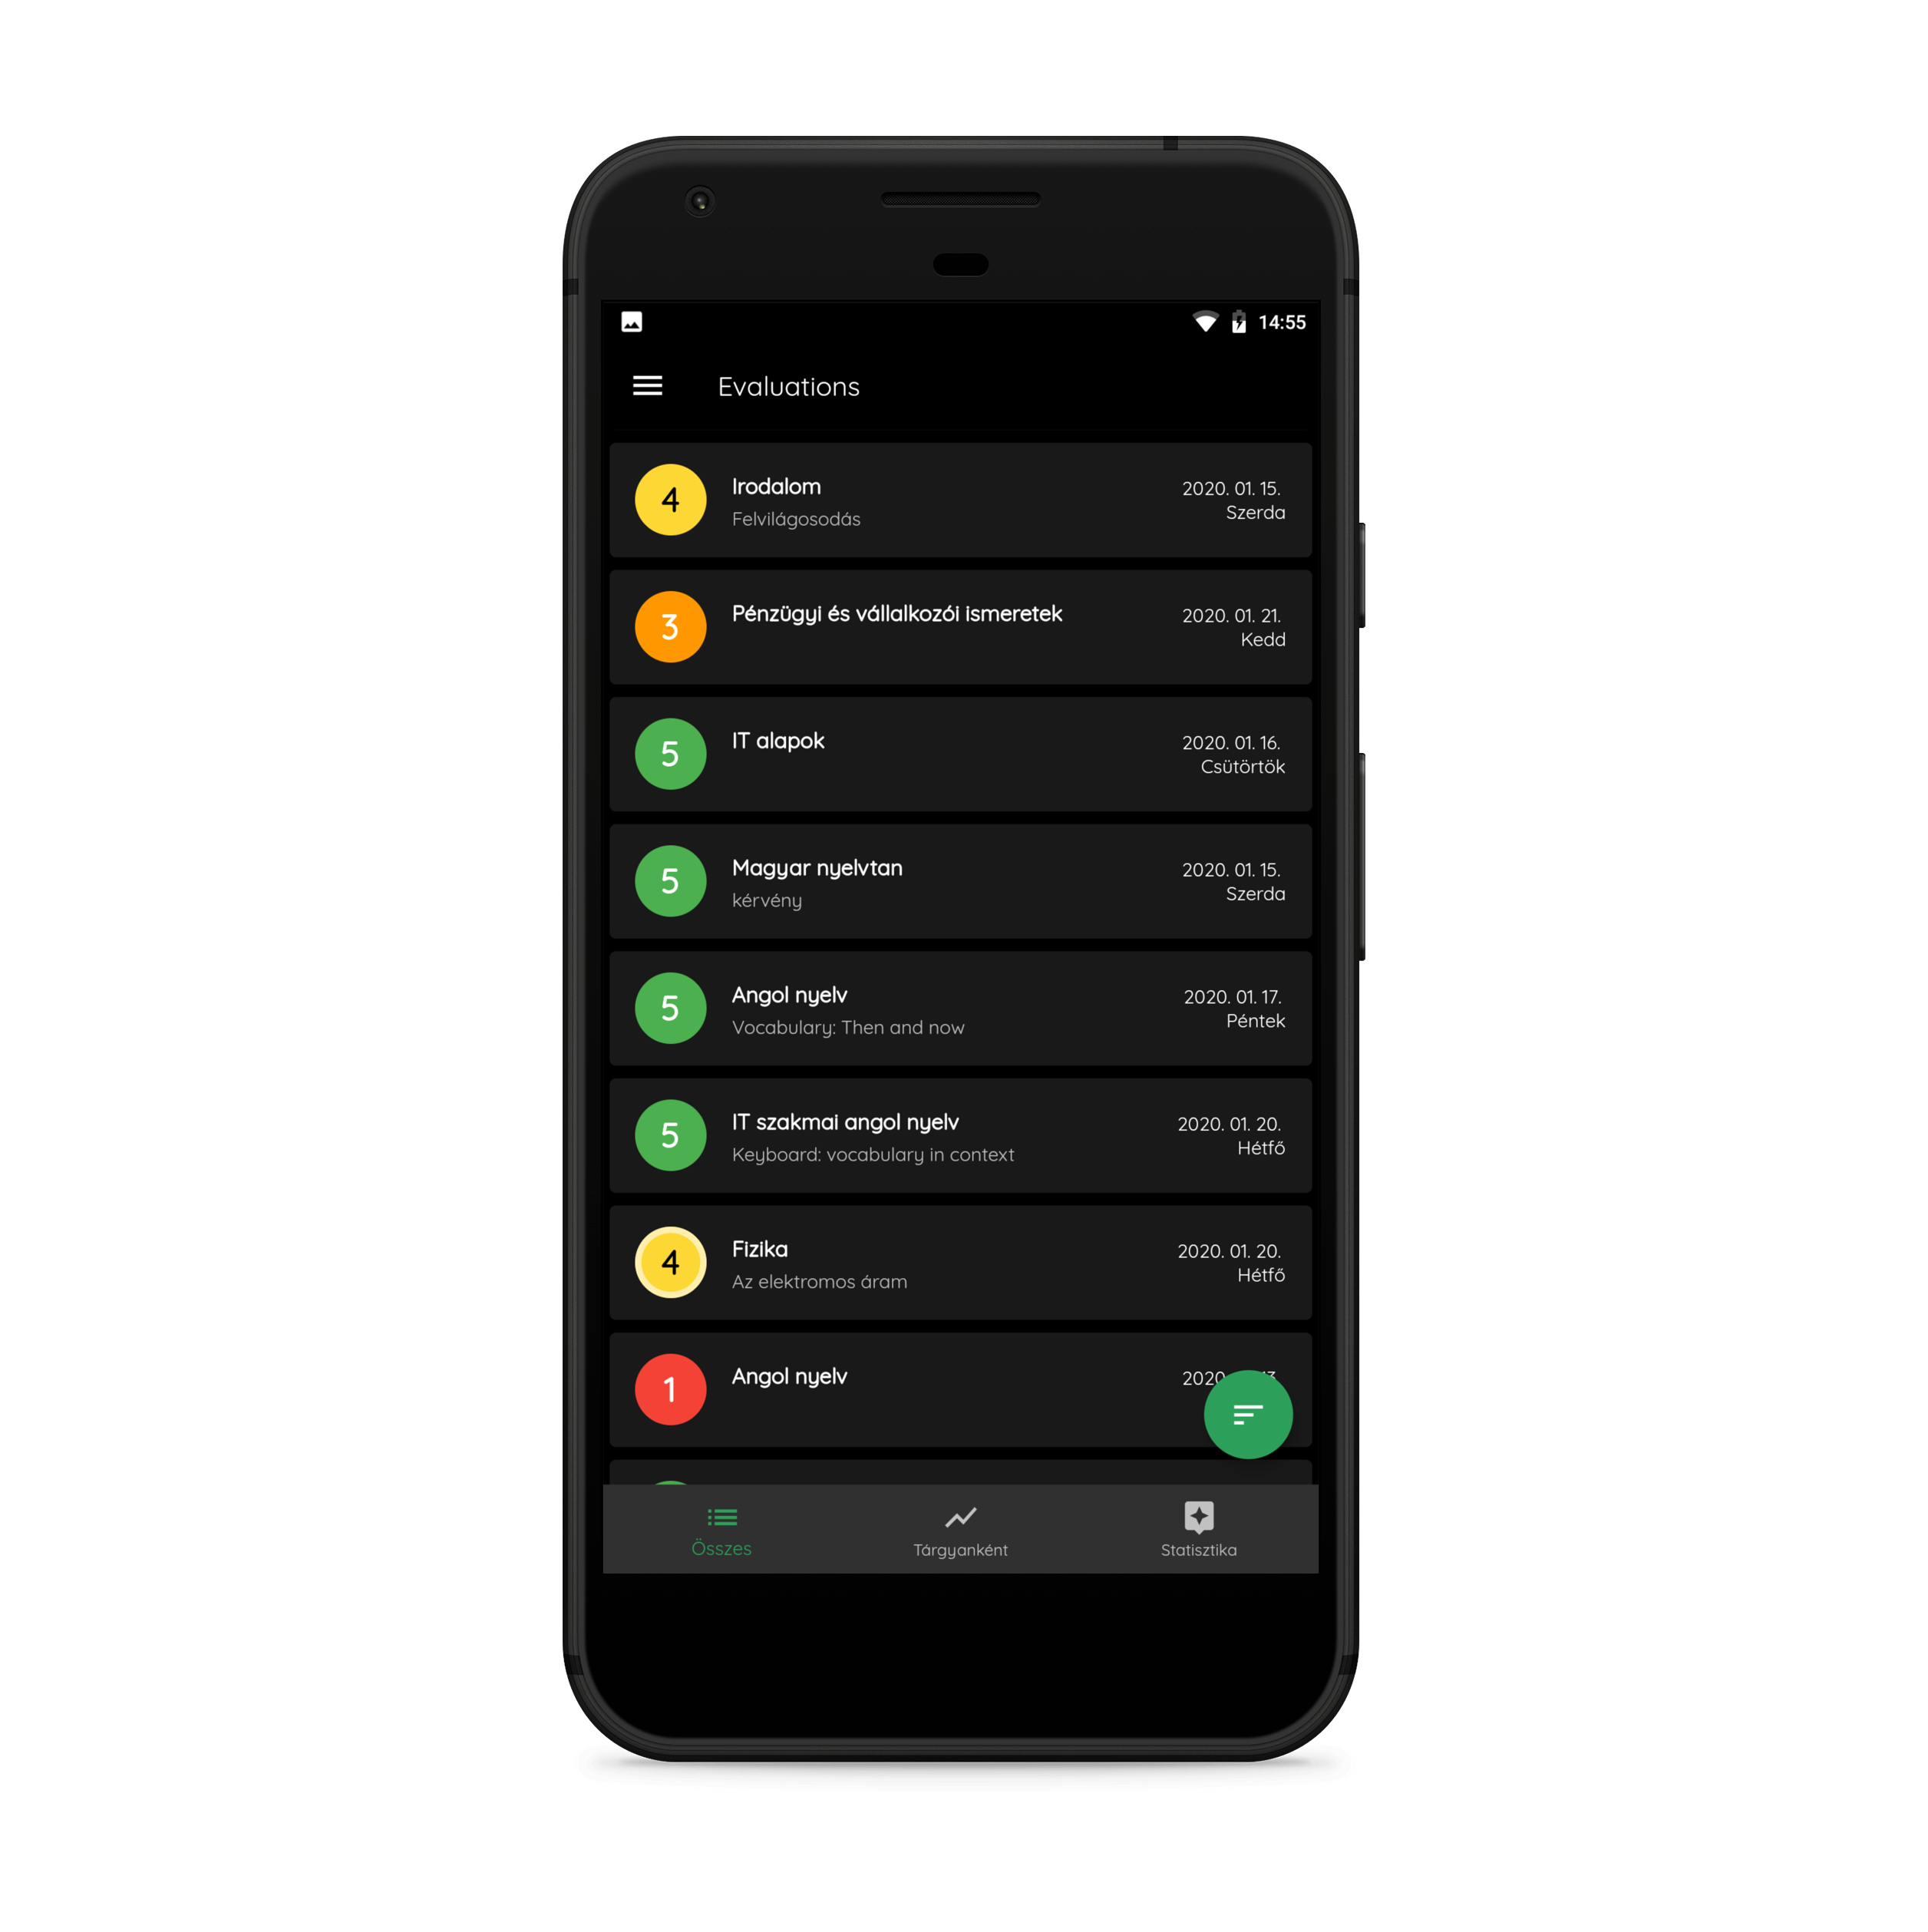 14:55
Evaluations
4
Irodalom
2020. 01. 15.
Felvilágosodás
Szerda
3
Pénzügyi és vállalkozói ismeretek
2020. 01. 21.
Kedd
5
IT alapok
2020. 01. 16.
Csütörtök
5
Magyar nyelvtan
2020. 01. 15.
kérvény
Szerda
5
Angol nyelv
2020. 01. 17.
Vocabulary: Then and now
Péntek
5
IT szakmai angol nyelv
2020. 01. 20.
Keyboard: vocabulary in context
Hétfő
4
Fizika
2020. 01. 20.
Az elektromos áram
Hétfő
1
Angol nyelv
2020
Összes
Tárgyanként
Statisztika